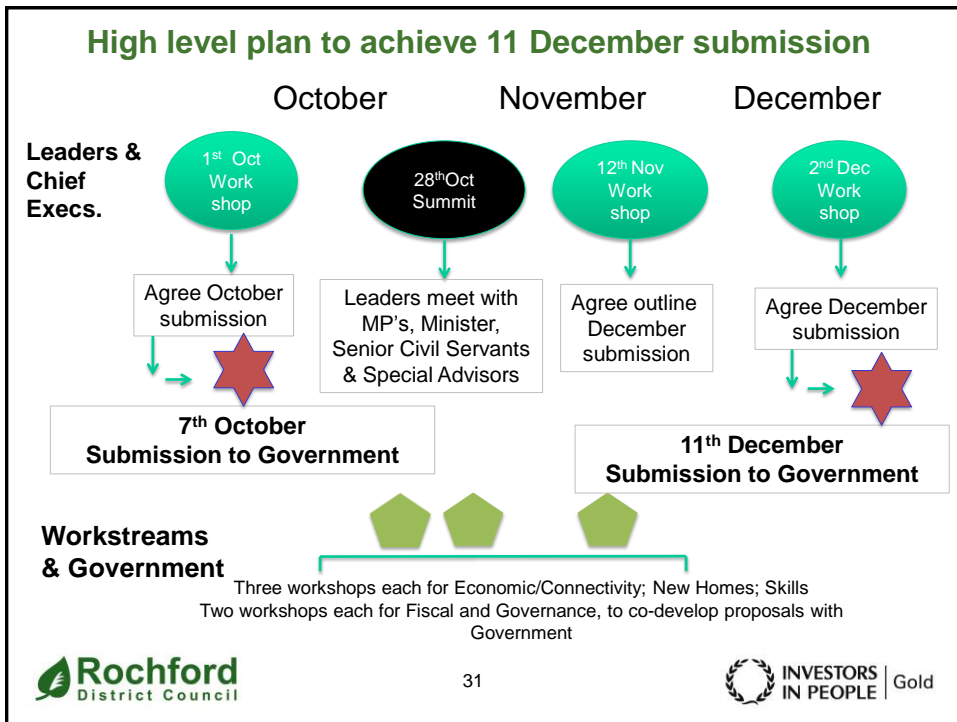 High level plan to achieve 11 December submission
October
November
December
Leaders &
Chief
Execs.
1st Oct
Work
shop
28thOct
Summit
12th Nov
Work
shop
2nd Dec
Work
shop
Agree October
submission
Leaders meet with
MP's, Minister,
Senior Civil Servants
& Special Advisors
Agree outline
December
submission
Agree December
submission
7th October
Submission to Government
11th December
Submission to Government
Workstreams
& Government
Three workshops each for Economic/Connectivity; New Homes; Skills
Two workshops each for Fiscal and Governance, to co-develop proposals with
Government
Rochford
District Council
31
INVESTORS
IN PEOPLE
Gold